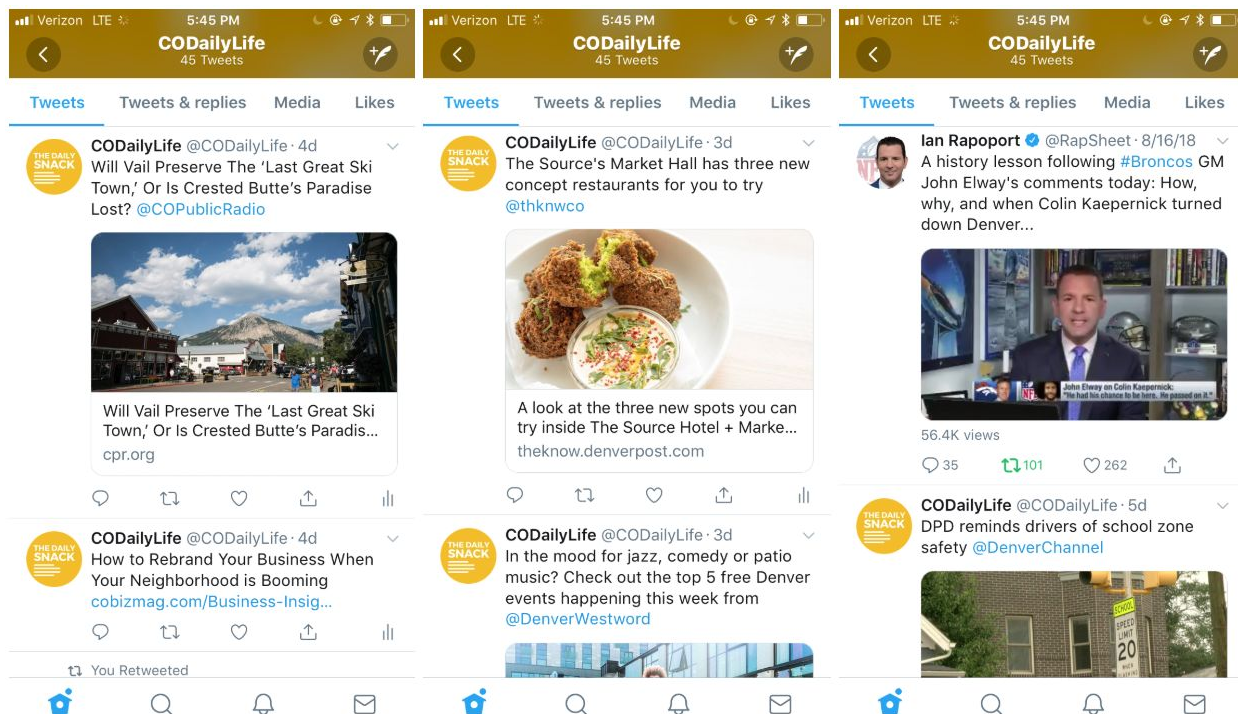 Verizon LTE 5:45 PM
CODailyLife
45 Tweets
Tweets Tweets & replies Media Likes
THE DAILY
SNACK
CODailyLife @CODailyLife · 4d
Will Vail Preserve The ‘Last Great Ski
Town,’ Or Is Crested Butte’s Paradise
Lost? @COPublicRadio
Will Vail Preserve The ‘Last Great Ski
Town,’ Or Is Crested Butte’s Paradis...
cpr.org
THE DAILY
SNACK
CODailyLife @CODailyLife · 4d
How to Rebrand Your Business When
Your Neighborhood is Booming
cobizmag.com/Business-Insig...
You Retweeted
Verizon LTE 5:45 PM
CODailyLife
45 Tweets
Tweets Tweets & replies Media Likes
THE DAILY
SNACK
CODailyLife @CODailyLife · 3d
The Source's Market Hall has three new
concept restaurants for you to try
@thknwco
A look at the three new spots you can
try inside The Source Hotel + Marke...
theknow.denverpost.com
THE DAILY
SNACK
CODailyLife @CODailyLife · 3d
In the mood for jazz, comedy or patio
music? Check out the top 5 free Denver
events happening this week from
@DenverWestword
Verizon LTE 5:45 PM
CODailyLife
45 Tweets
Tweets Tweets & replies Media Likes
Ian Rapoport @RapSheet · 8/16/18
A history lesson following #Broncos GM
John Elway's comments today: How,
why, and when Colin Kaepernick turned
down Denver...
NFL
John Elway on Colin Kaepernick:
"He had his chance to be here. He passed on it."
56.4K views
35 101 262
THE DAILY
SNACK
CODailyLife @CODailyLife · 5d
DPD reminds drivers of school zone
safety @DenverChannel
SCHOOL
SPEED
LIMIT
20
WHEN